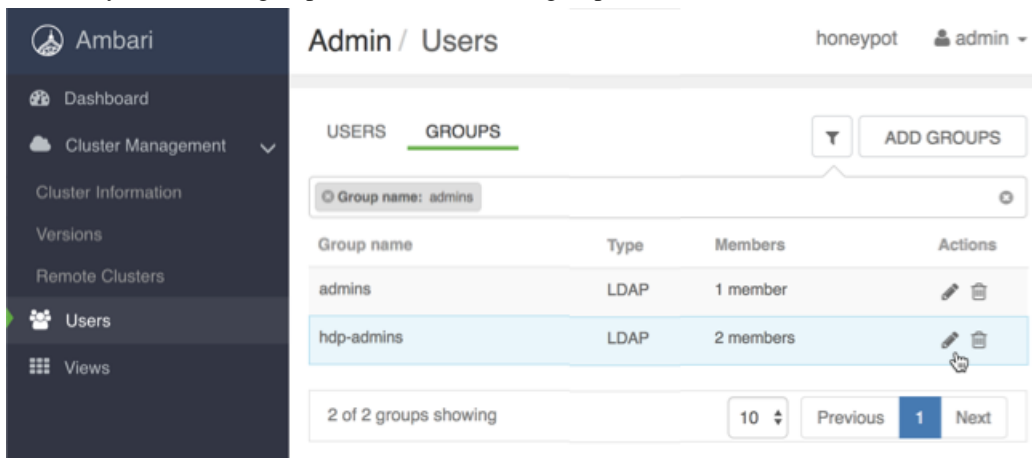 Ambari
Dashboard
Cluster Management
Cluster Information
Versions
Remote Clusters
Users
Views
Admin / Users
honeypot
admin
USERS
GROUPS
ADD GROUPS
Group name: admins
Group name Type Members Actions
admins LDAP 1 member
hdp-admins LDAP 2 members
2 of 2 groups showing
10
Previous 1 Next